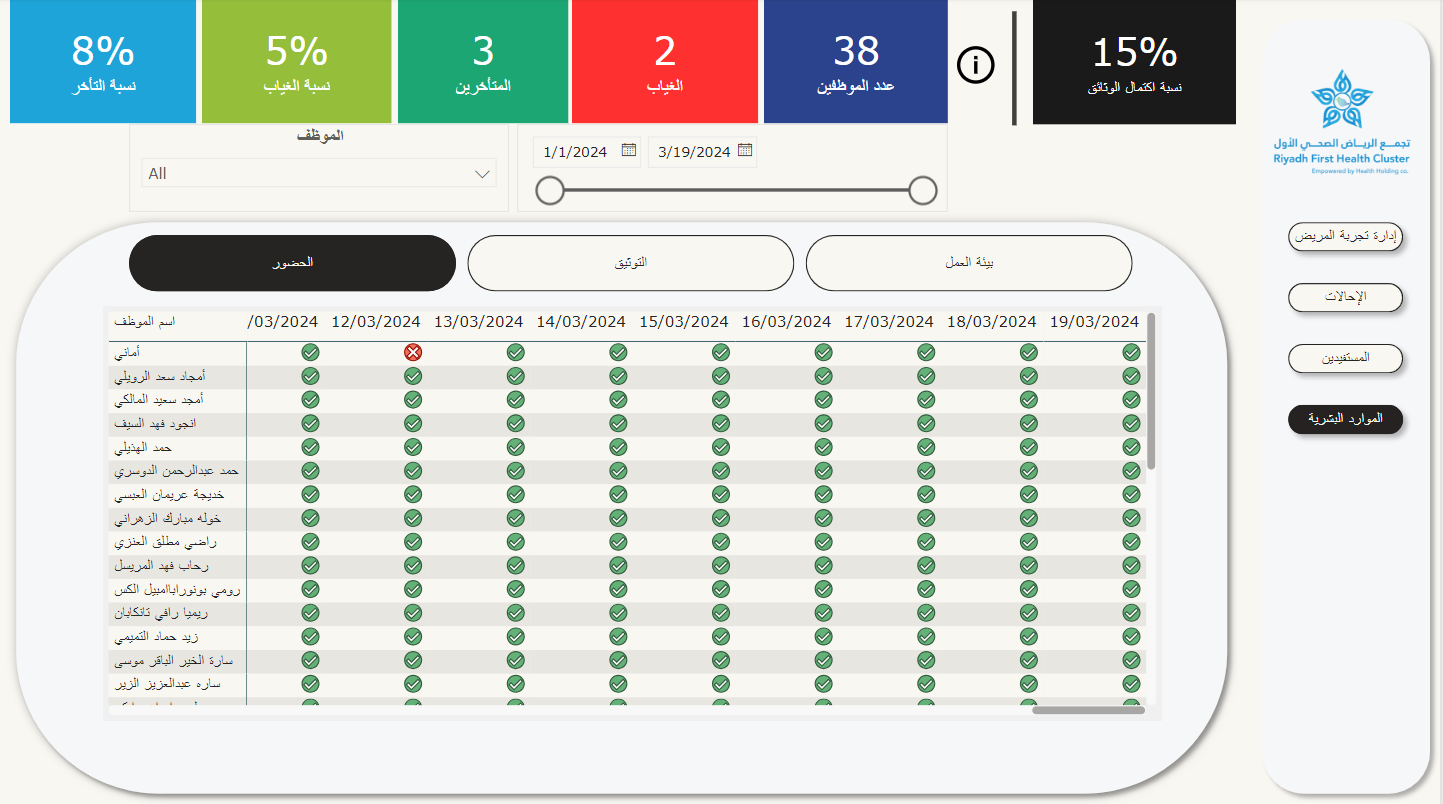 8%
نسبة التأخر
5%
نسبة الغياب
3
المتأخرين
2
الغياب
38
عدد الموظفين
15%
نسبة اكتمال الوثائق
تجمع الرياض الصحي الأول
Riyadh First Health Cluster
Empowered by Health Holding co.
الموظف
All
1/1/2024
3/19/2024
إدارة تجربة المريض
الإحالات
المستفيدين
الموارد البشرية
الحضور
التوثيق
بيئة العمل
اسم الموظف /03/2024 12/03/2024 13/03/2024 14/03/2024 15/03/2024 16/03/2024 17/03/2024 18/03/2024 19/03/2024
أماني
أمجاد سعد الرويلي
أمجد سعيد المالكي
انجود فهد السيف
حمد الهذيلي
حمد عبدالرحمن الدوسري
خديجة عريمان العبسي
خوله مبارك الزهراني
راضي مطلق العنزي
رحاب فهد المريسل
رومي بونوراباامبيل الكس
ريميا رافي تانكابان
زيد حماد التميمي
سارة الخير الباقر موسى
ساره عبدالعزيز الزير